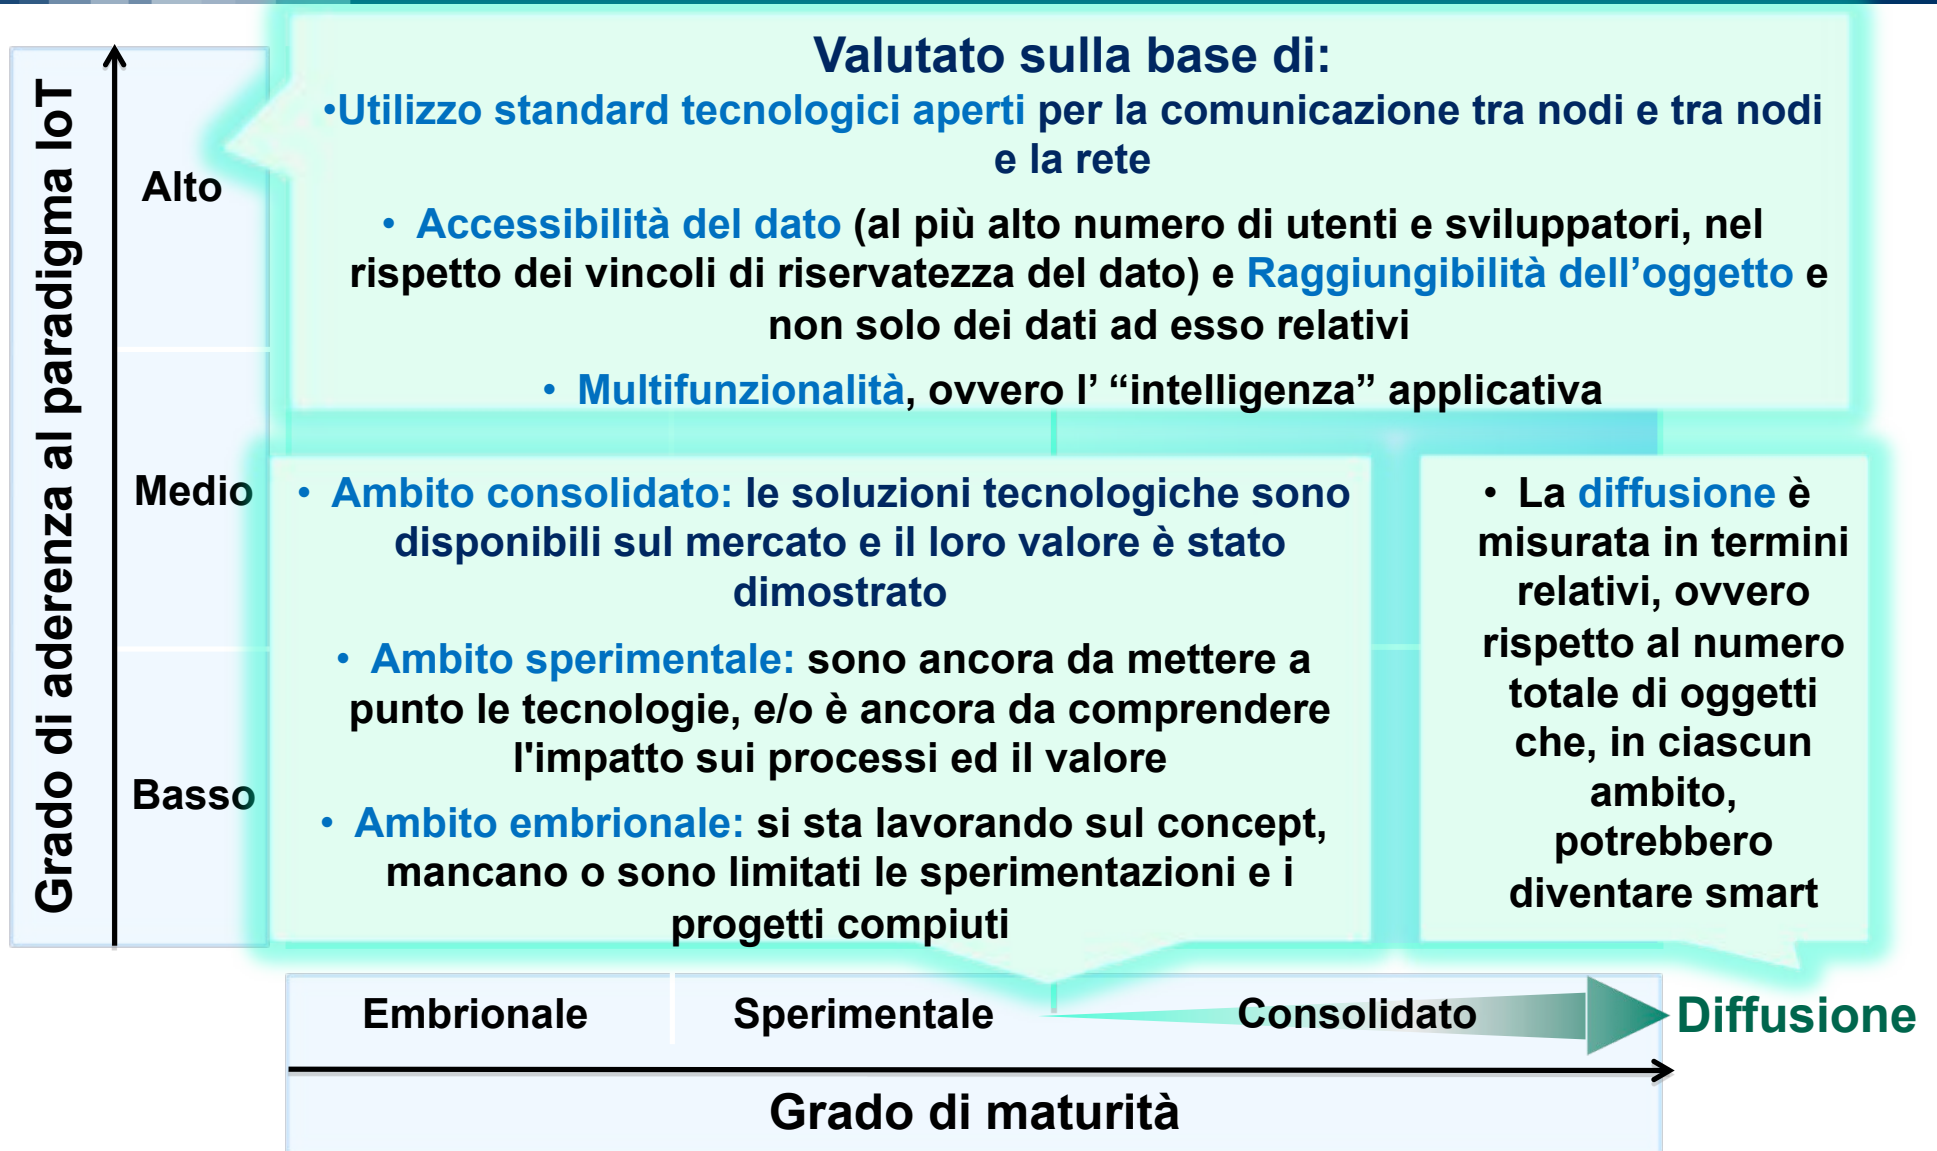 Grado di aderenza al paradigma IoT
Alto
Medio
Basso
Valutato sulla base di:
•Utilizzo standard tecnologici aperti per la comunicazione tra nodi e tra nodi
e la rete
• Accessibilità del dato (al più alto numero di utenti e sviluppatori, nel
rispetto dei vincoli di riservatezza del dato) e Raggiungibilità dell’oggetto e
non solo dei dati ad esso relativi
• Multifunzionalità, ovvero l’ “intelligenza” applicativa
• Ambito consolidato: le soluzioni tecnologiche sono
disponibili sul mercato e il loro valore è stato
dimostrato
• Ambito sperimentale: sono ancora da mettere a
punto le tecnologie, e/o è ancora da comprendere
l'impatto sui processi ed il valore
• Ambito embrionale: si sta lavorando sul concept,
mancano o sono limitati le sperimentazioni e i
progetti compiuti
• La diffusione è
misurata in termini
relativi, ovvero
rispetto al numero
totale di oggetti
che, in ciascun
ambito,
potrebbero
diventare smart
Embrionale
Sperimentale
Consolidato
Diffusione
Grado di maturità